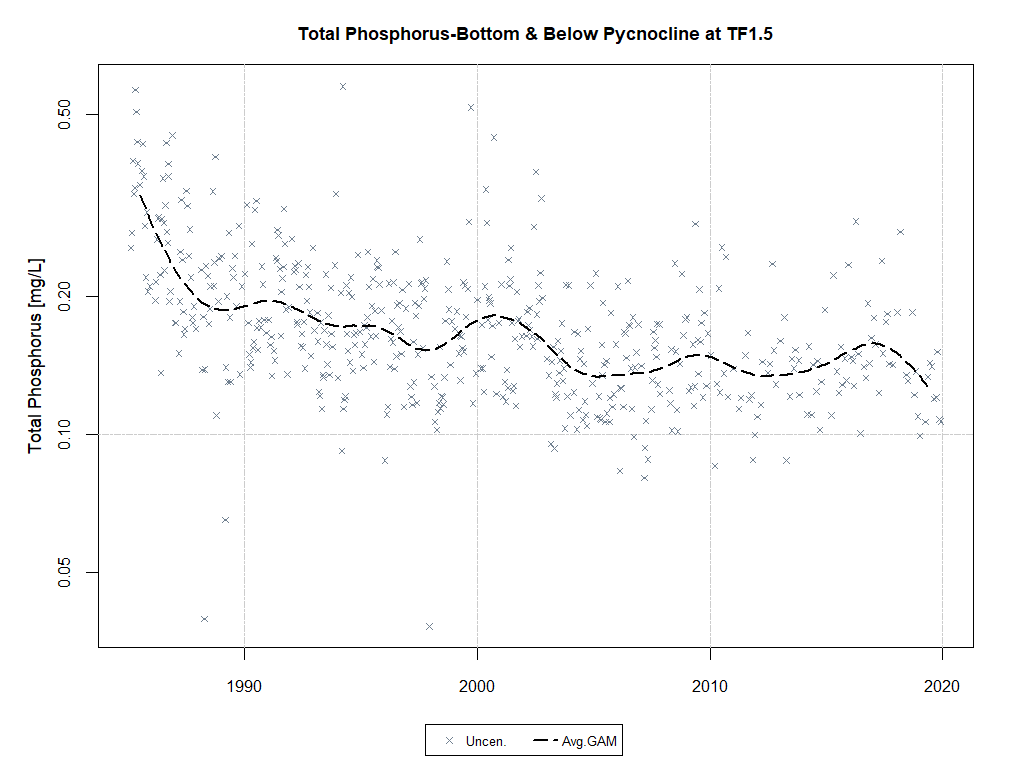 Total Phosphorus-Bottom & Below Pycnocline at TF1.5
Total Phosphorus [mg/L]
0.50
0.20
0.10
0.05
1990 2000 2010 2020
Uncen. Avg.GAM